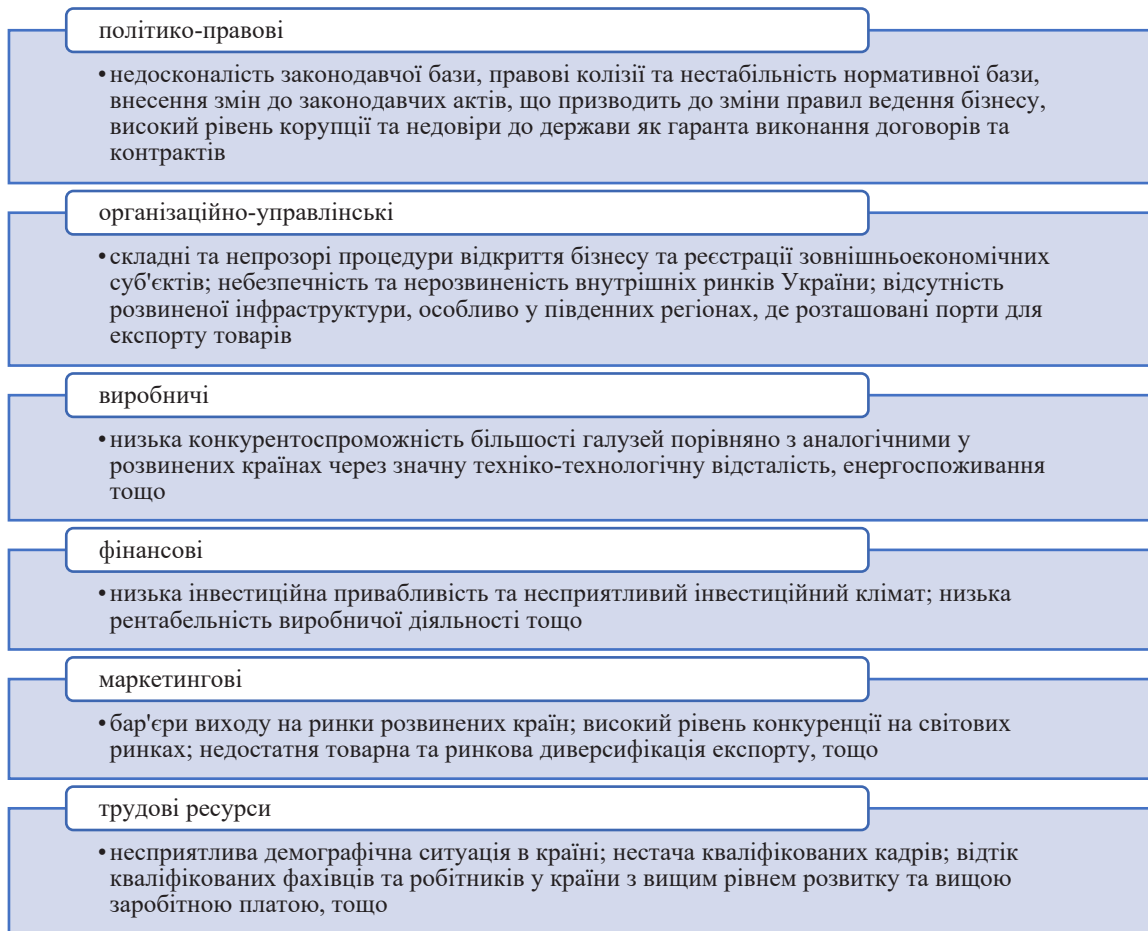 політико-правові
•недосконалість законодавчої бази, правові колізії та нестабільність нормативної бази,
внесення змін до законодавчих актів, що призводить до зміни правил ведення бізнесу,
високий рівень корупції та недовіри до держави як гаранта виконання договорів та
контрактів
організаційно-управлінські
•складні та непрозорі процедури відкриття бізнесу та реєстрації зовнішньоекономічних
суб'єктів; небезпечність та нерозвиненість внутрішніх ринків України; відсутність
розвиненої інфраструктури, особливо у південних регіонах, де розташовані порти для
експорту товарів
виробничі
•низька конкурентоспроможність більшості галузей порівняно з аналогічними у
розвинених країнах через значну техніко-технологічну відсталість, енергоспоживання
тощо
фінансові
•низька інвестиційна привабливість та несприятливий інвестиційний клімат; низька
рентабельність виробничої діяльності тощо
маркетингові
•бар'єри виходу на ринки розвинених країн; високий рівень конкуренції на світових
ринках; недостатня товарна та ринкова диверсифікація експорту, тощо
трудові ресурси
•несприятлива демографічна ситуація в країні; нестача кваліфікованих кадрів; відтік
кваліфікованих фахівців та робітників у країни з вищим рівнем розвитку та вищою
заробітною платою, тощо